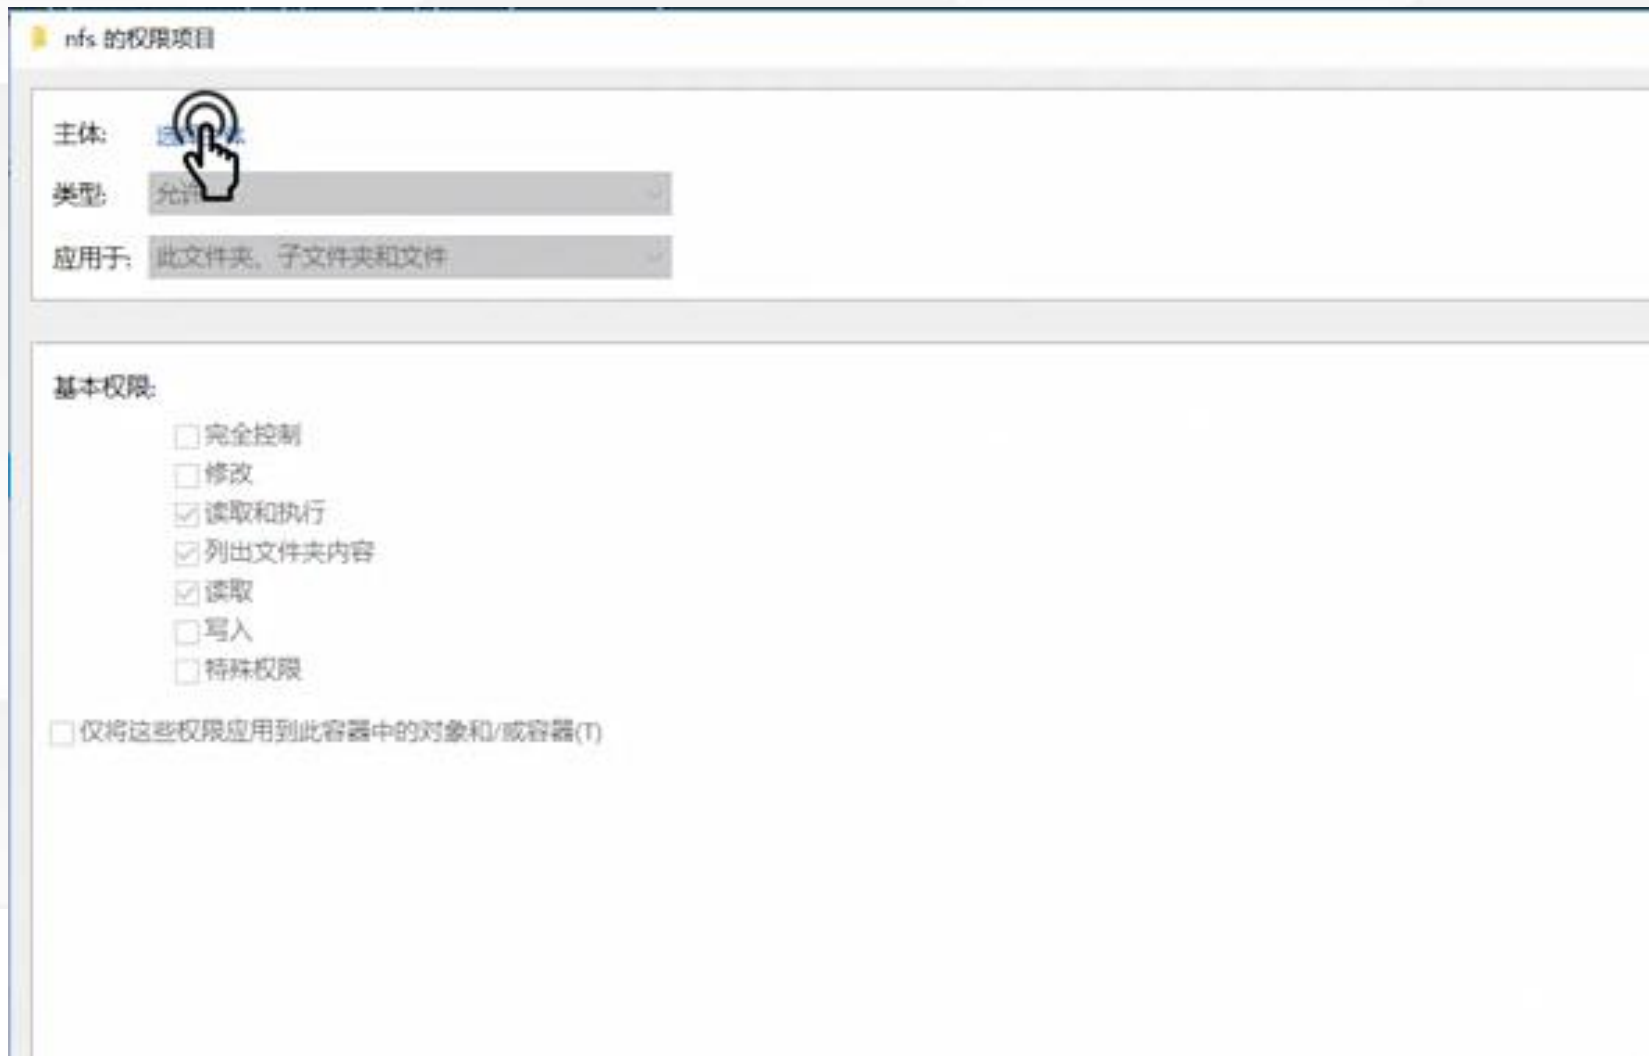 nfs 的权限项目
主体:
类型: 允许
应用于: 此文件夹、子文件夹和文件
基本权限:
完全控制
修改
读取和执行
列出文件夹内容
读取
写入
特殊权限
仅将这些权限应用到此容器中的对象和/或容器(T)